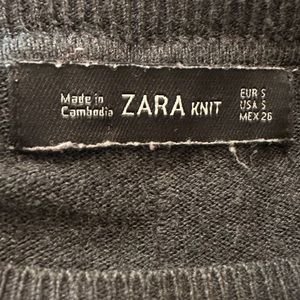 Made in
Cambodia
ZARA KNIT
EUR S
USA S
MEX 26